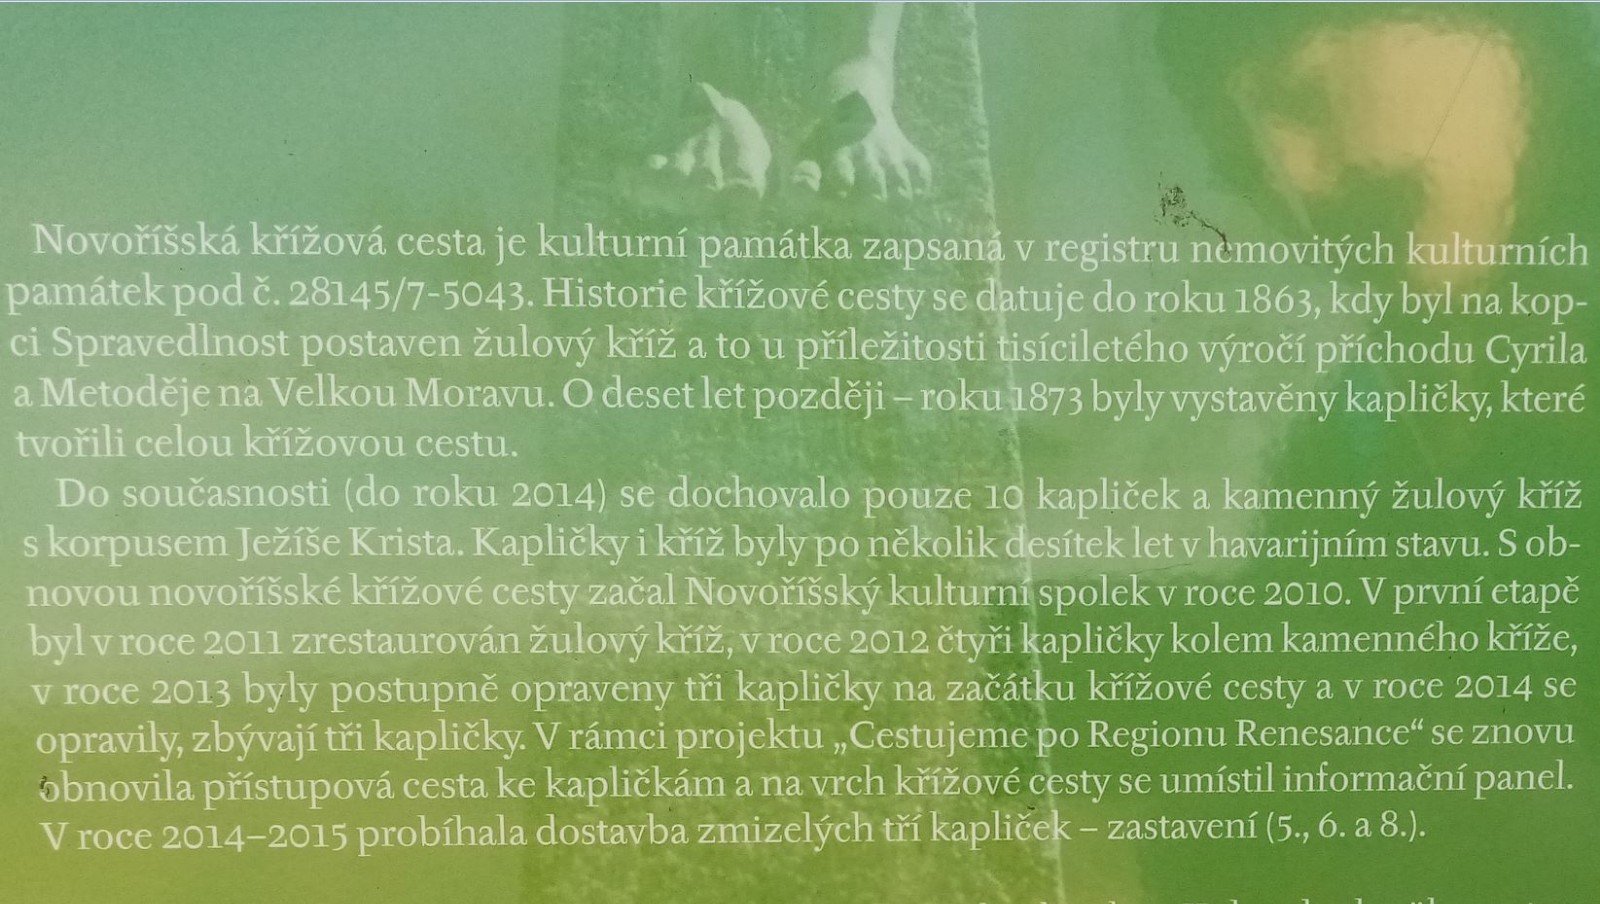 Novoříšská křížová cesta je kulturní památka zapsaná v registru nemovitých kulturních
památek pod č. 28145/7-5043. Historie křížové cesty se datuje do roku 1863, kdy byl na kop-
ci Spravedlnost postaven žulový kříž a to u příležitosti tisíciletého výročí příchodu Cyrila
a Metoděje na Velkou Moravu. O deset let později – roku 1873 byly vystavěny kapličky, které
tvořili celou křížovou cestu.
Do současnosti (do roku 2014) se dochovalo pouze 10 kapliček a kamenný žulový kříž
s korpusem Ježíše Krista. Kapličky i kříž byly po několik desítek let v havarijním stavu. S ob-
novou novoříšské křížové cesty začal Novoříšský kulturní spolek v roce 2010. V první etapě
byl v roce 2011 zrestaurován žulový kříž, v roce 2012 čtyři kapličky kolem kamenného kříže,
v roce 2013 byly postupně opraveny tři kapličky na začátku křížové cesty a v roce 2014 se
opravily, zbývají tři kapličky. V rámci projektu „Cestujeme po Regionu Renesance“ se znovu
obnovila přístupová cesta ke kapličkám a na vrch křížové cesty se umístil informační panel.
V roce 2014–2015 probíhala dostavba zmizelých tří kapliček – zastavení (5., 6. a 8.).